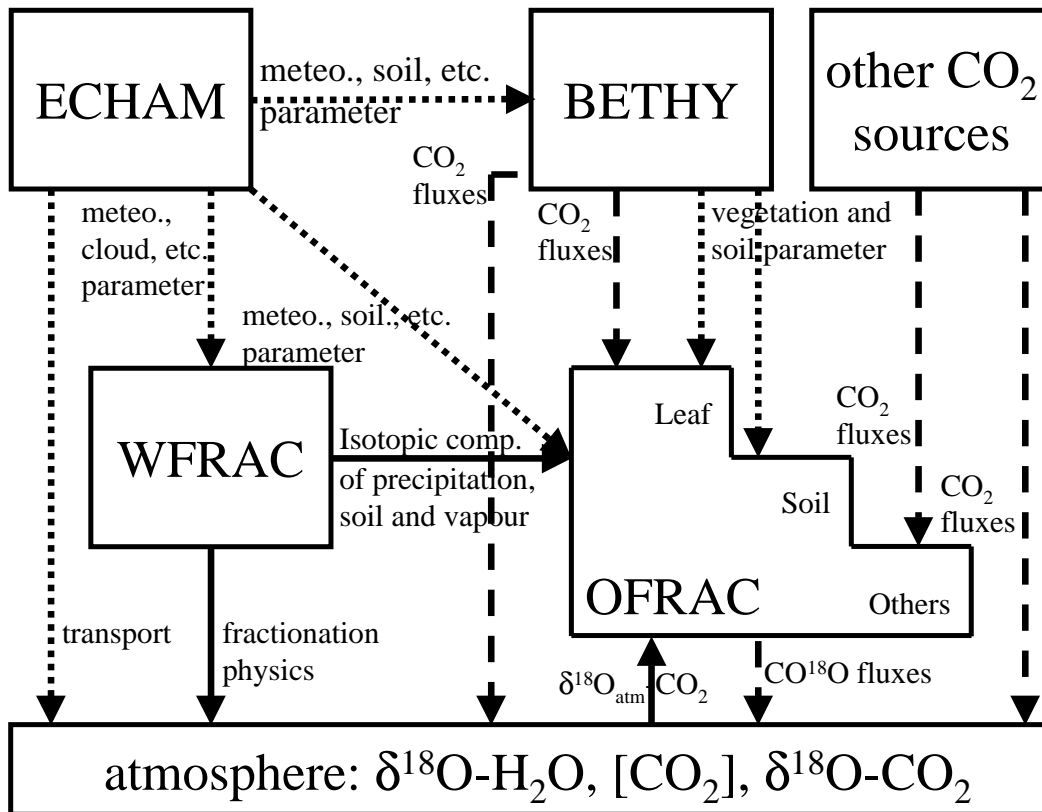 ECHAM
meteo., soil, etc.
parameter
BETHY
other CO₂
sources
CO₂
fluxes
CO₂
fluxes
vegetation and
soil parameter
meteo.,
cloud, etc.
parameter
meteo., soil., etc.
parameter
CO₂
fluxes
CO₂
fluxes
WFRAC
Isotopic comp.
of precipitation,
soil and vapour
Leaf
Soil
Others
OFRAC
transport
fractionation
physics
δ¹⁸Oₐₜₘ-CO₂
CO¹⁸O fluxes
atmosphere: δ¹⁸O-H₂O, [CO₂], δ¹⁸O-CO₂